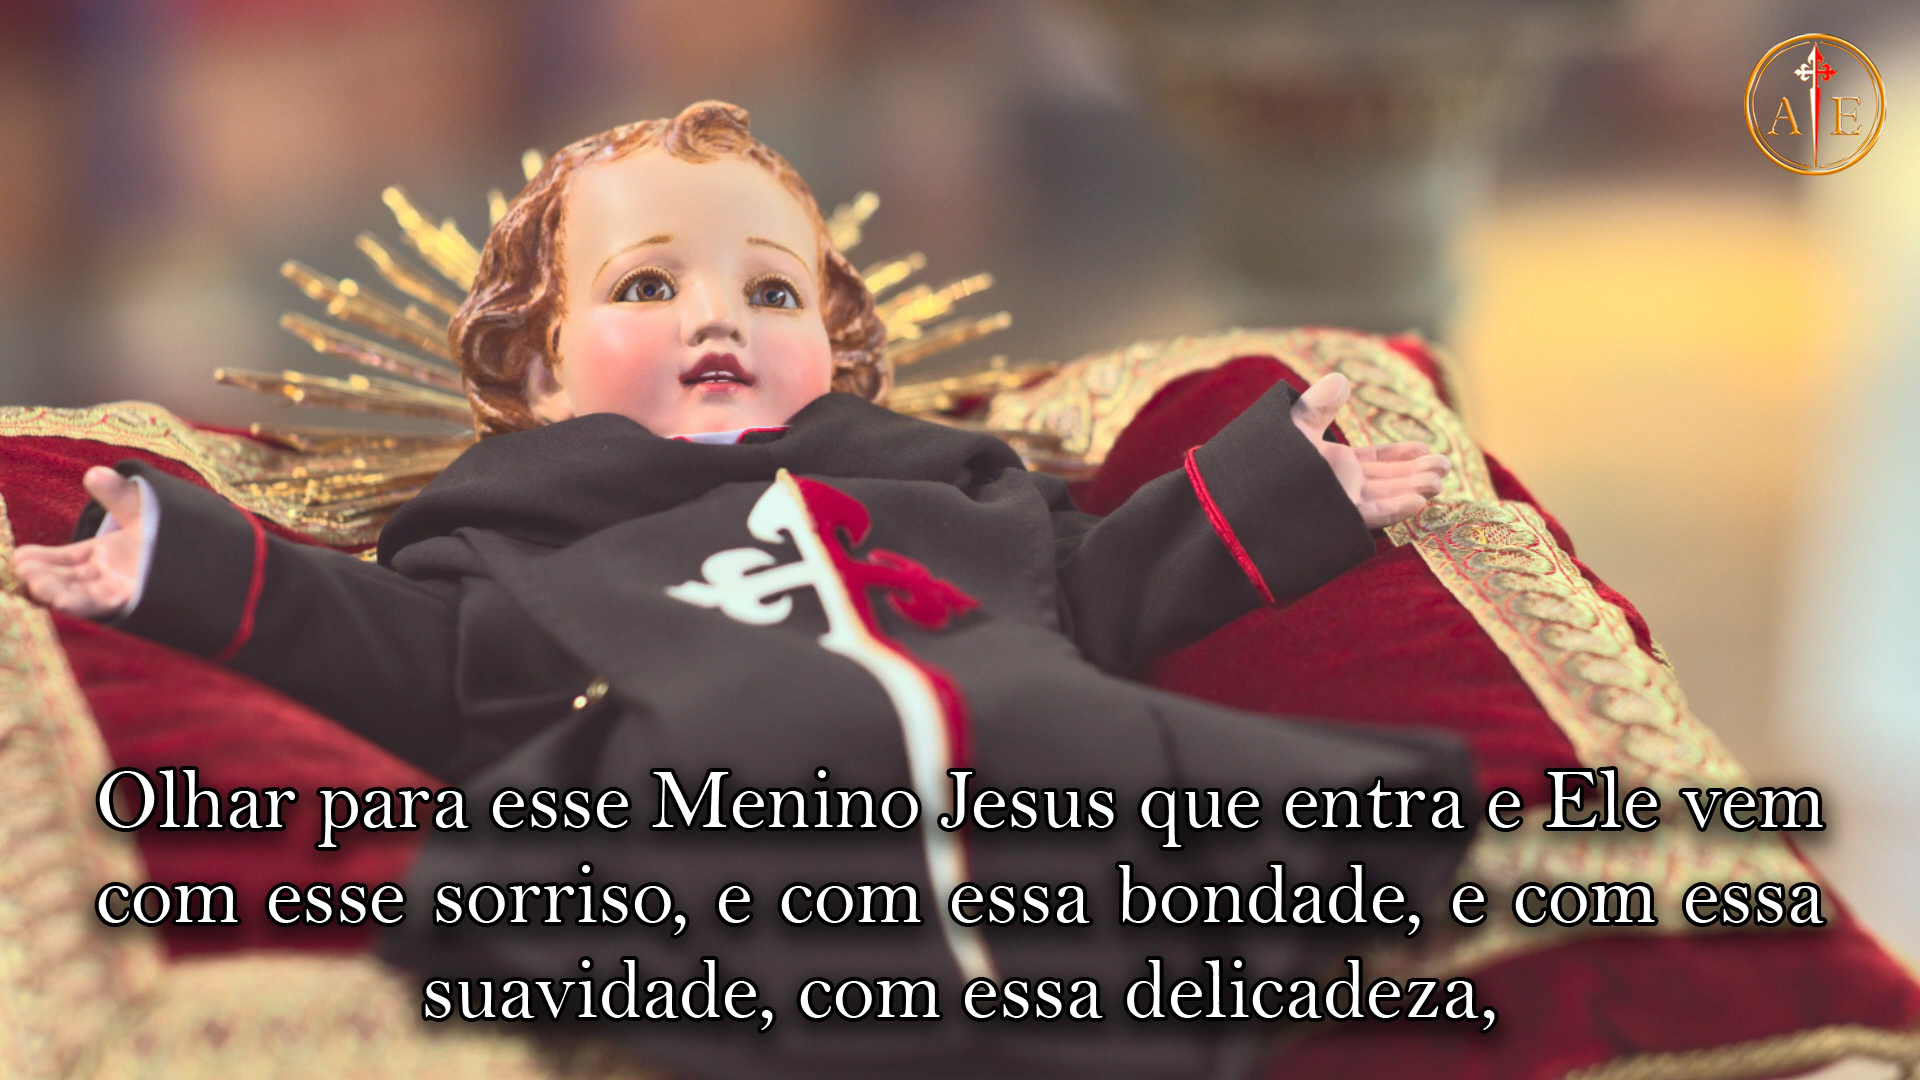 A E
Olhar para esse Menino Jesus que entra e Ele vem
com esse sorriso, e com essa bondade, e com essa
suavidade, com essa delicadeza,